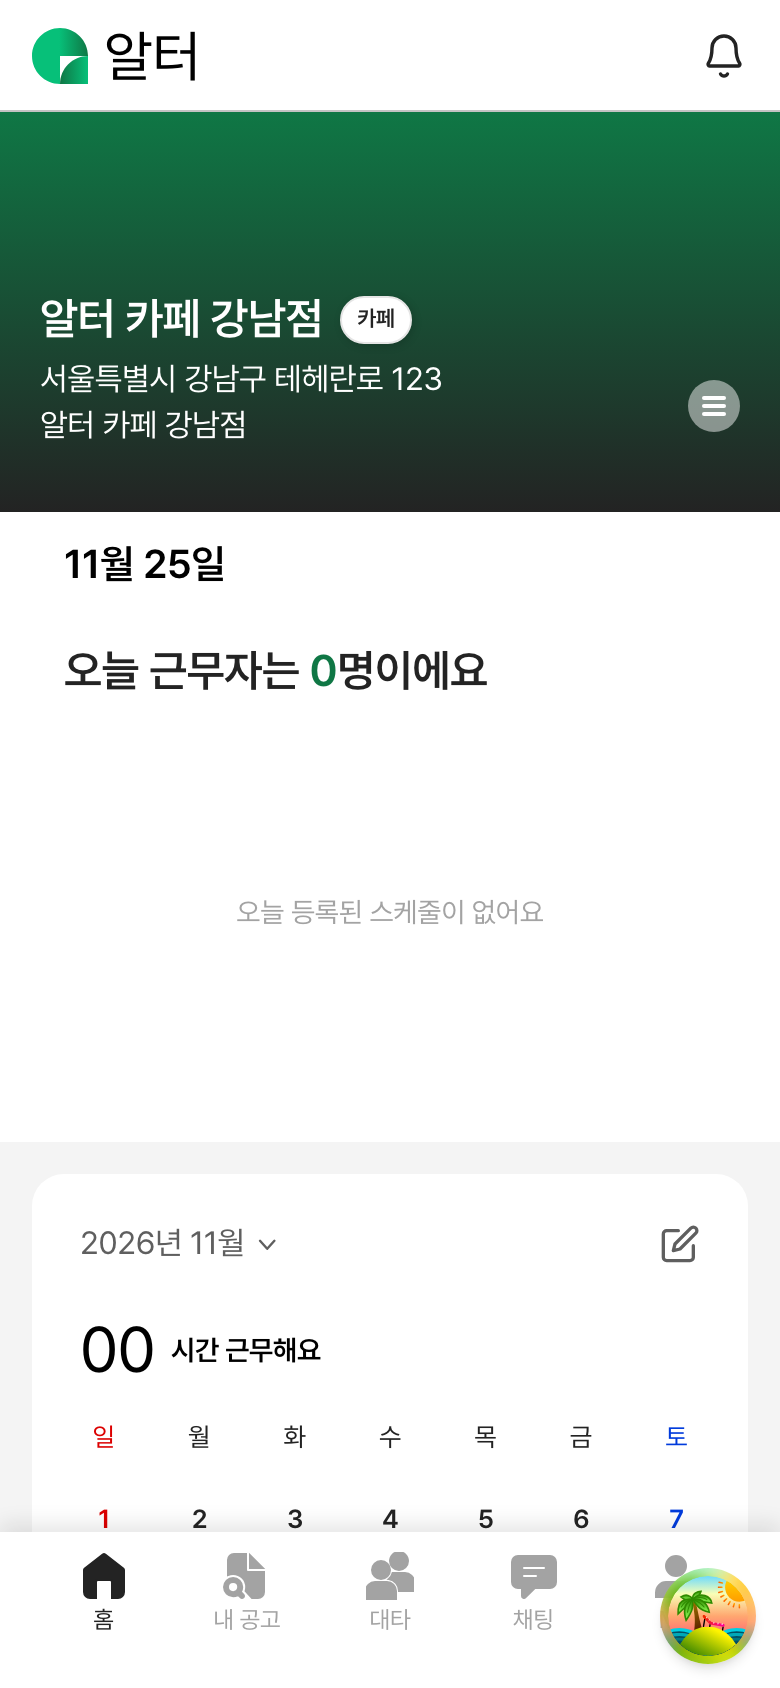 알터
알터 카페 강남점 카페
서울특별시 강남구 테헤란로 123
알터 카페 강남점
11월 25일
오늘 근무자는 0명이에요
오늘 등록된 스케줄이 없어요
2026년 11월
00 시간 근무해요
일 월 화 수 목 금 토
1 2 3 4 5 6 7
홈 내 공고 대타 채팅